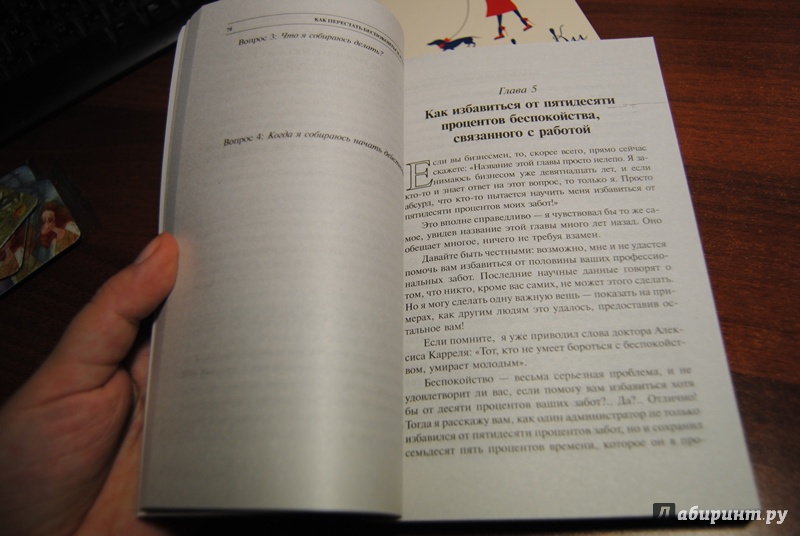 78
КАК ПЕРЕСТАТЬ
Вопрос 3: Что я собираюсь делать?
Вопрос 4: Когда я собираюсь начать
Глава 5
Как избавиться от пятидесяти
процентов беспокойства,
связанного с работой
Если вы бизнесмен, то, скорее всего, прямо сейчас
скажете: «Название этой главы просто нелепо. Я за-
нимаюсь бизнесом уже девятнадцать лет, и если
кто-то и знает ответ на этот вопрос, то только я. Просто
абсурд, что кто-то пытается научить меня избавиться от
пятидесяти процентов моих забот!»
Это вполне справедливо — я чувствовал бы то же са-
мое, увидев название этой главы много лет назад. Оно
обещает многое, ничего не требуя взамен.
Давайте быть честными: возможно, мне и не удастся
помочь вам избавиться от половины ваших профессио-
нальных забот. Последние научные данные говорят о
том, что никто, кроме вас самих, не может этого сделать.
Но я могу сделать одну важную вещь — показать на при-
мерах, как другим людям это удалось, предоставив ос-
тальное вам!
Если помните, я уже приводил слова доктора Алек-
сиса Карреля: «Тот, кто не умеет бороться с беспокойст-
вом, умирает молодым».
Беспокойство — весьма серьезная проблема, и не
удовлетворит ли вас, если помогу вам избавиться хотя
бы от десяти процентов ваших забот?.. Да?.. Отлично!
Тогда я расскажу вам, как один администратор не только
избавился от пятидесяти процентов забот, но и сохранил
семьдесят пять процентов времени, которое он в про-
Лабиринт.ру